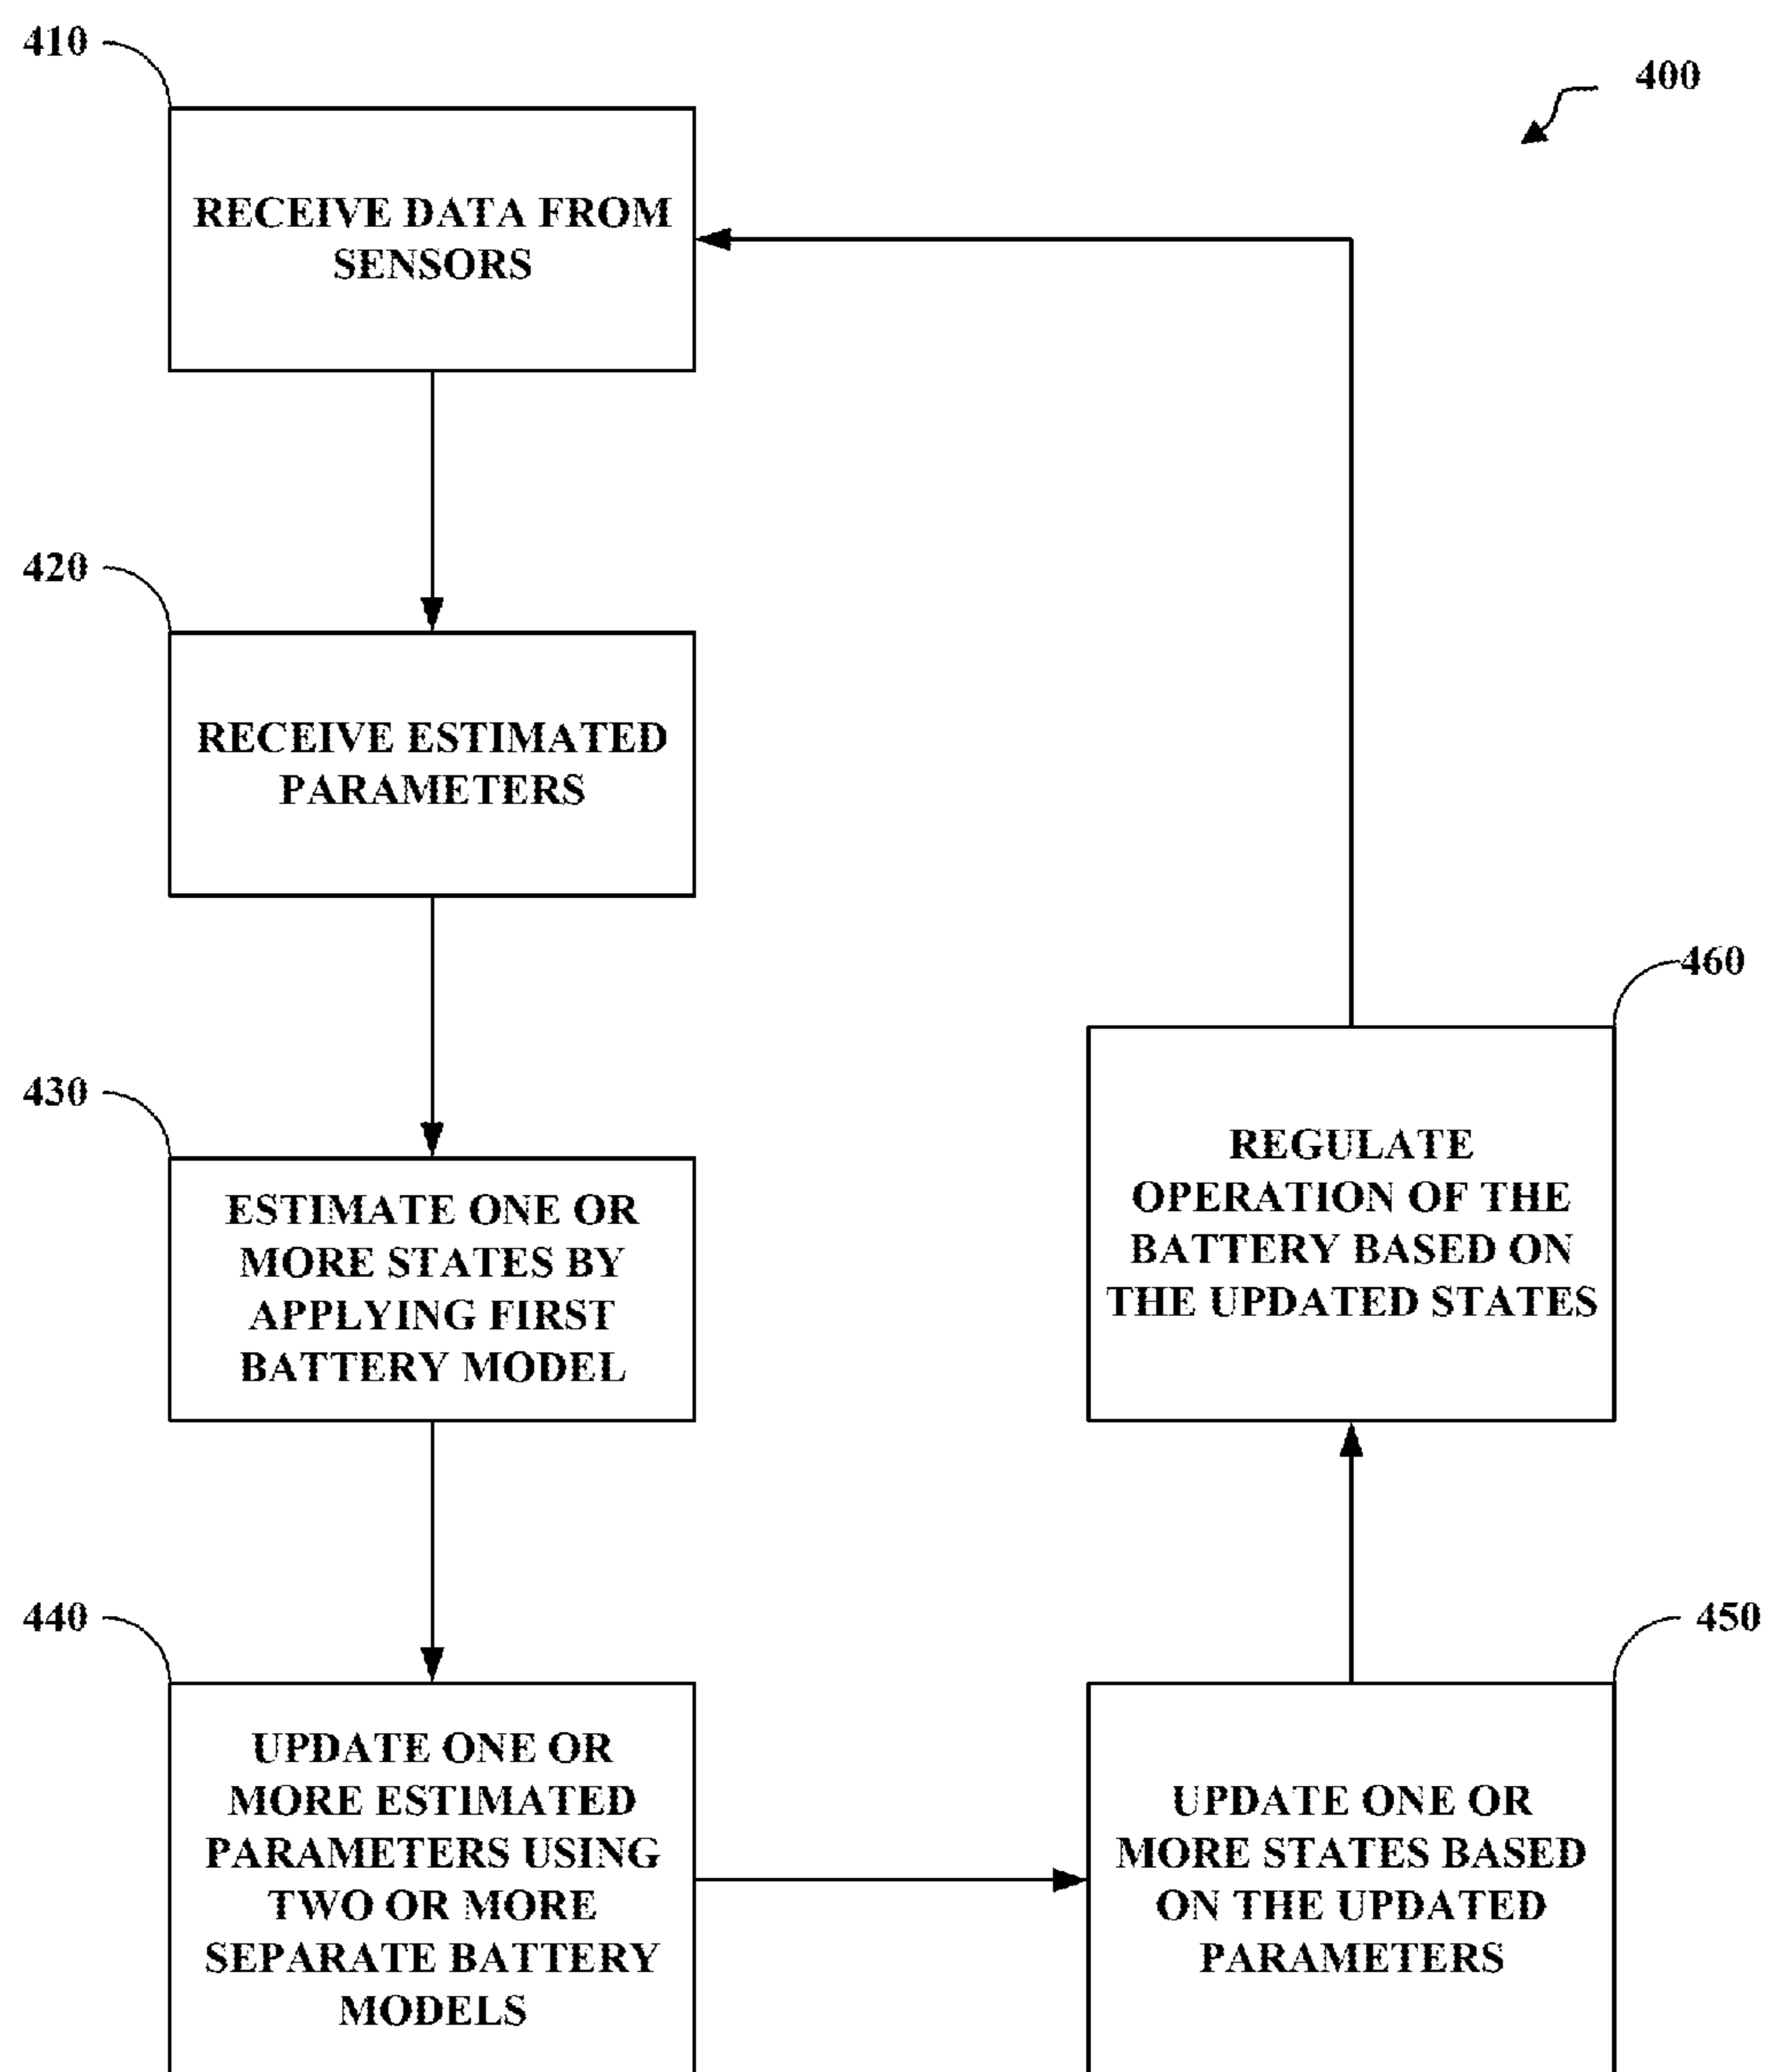 410
400
RECEIVE DATA FROM
SENSORS
420
RECEIVE ESTIMATED
PARAMETERS
430
ESTIMATE ONE OR
MORE STATES BY
APPLYING FIRST
BATTERY MODEL
440
UPDATE ONE OR
MORE ESTIMATED
PARAMETERS USING
TWO OR MORE
SEPARATE BATTERY
MODELS
450
UPDATE ONE OR
MORE STATES BASED
ON THE UPDATED
PARAMETERS
460
REGULATE
OPERATION OF THE
BATTERY BASED ON
THE UPDATED STATES